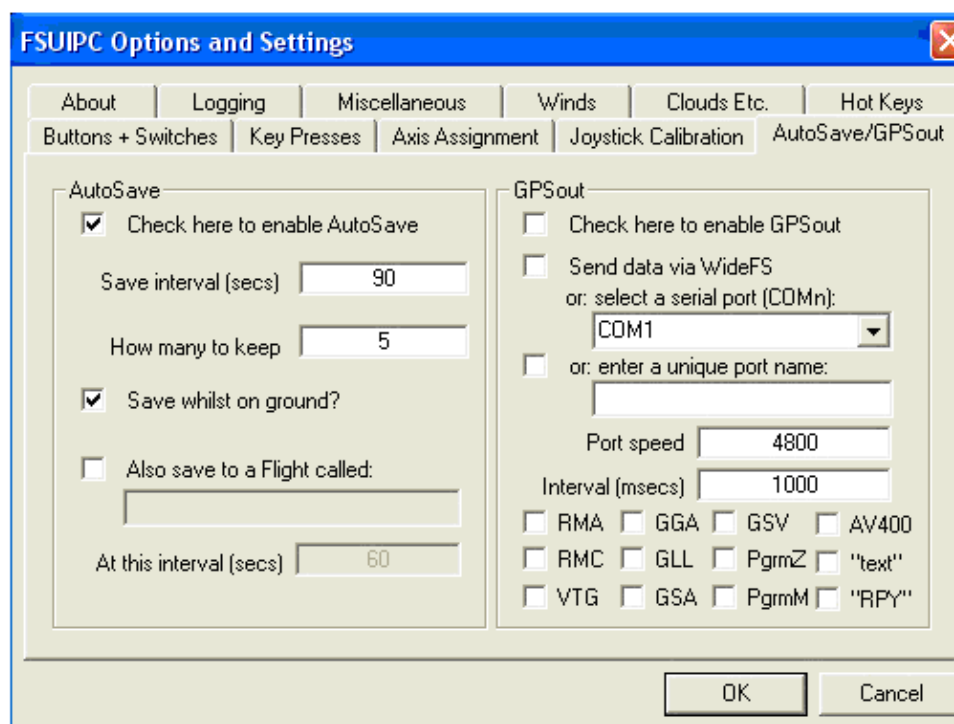 FSUIPC Options and Settings
About Logging Miscellaneous Winds Clouds Etc. Hot Keys
Buttons + Switches Key Presses Axis Assignment Joystick Calibration AutoSave/GPSout
AutoSave
Check here to enable AutoSave
Save interval (secs) 90
How many to keep 5
Save whilst on ground?
Also save to a Flight called:
At this interval (secs) 60
GPSout
Check here to enable GPSout
Send data via WideFS
or: select a serial port (COMn):
COM1
or: enter a unique port name:
Port speed 4800
Interval (msecs) 1000
RMA GGA GSV AV400
RMC GLL PgrmZ "text"
VTG GSA PgrmM "RPY"
OK Cancel